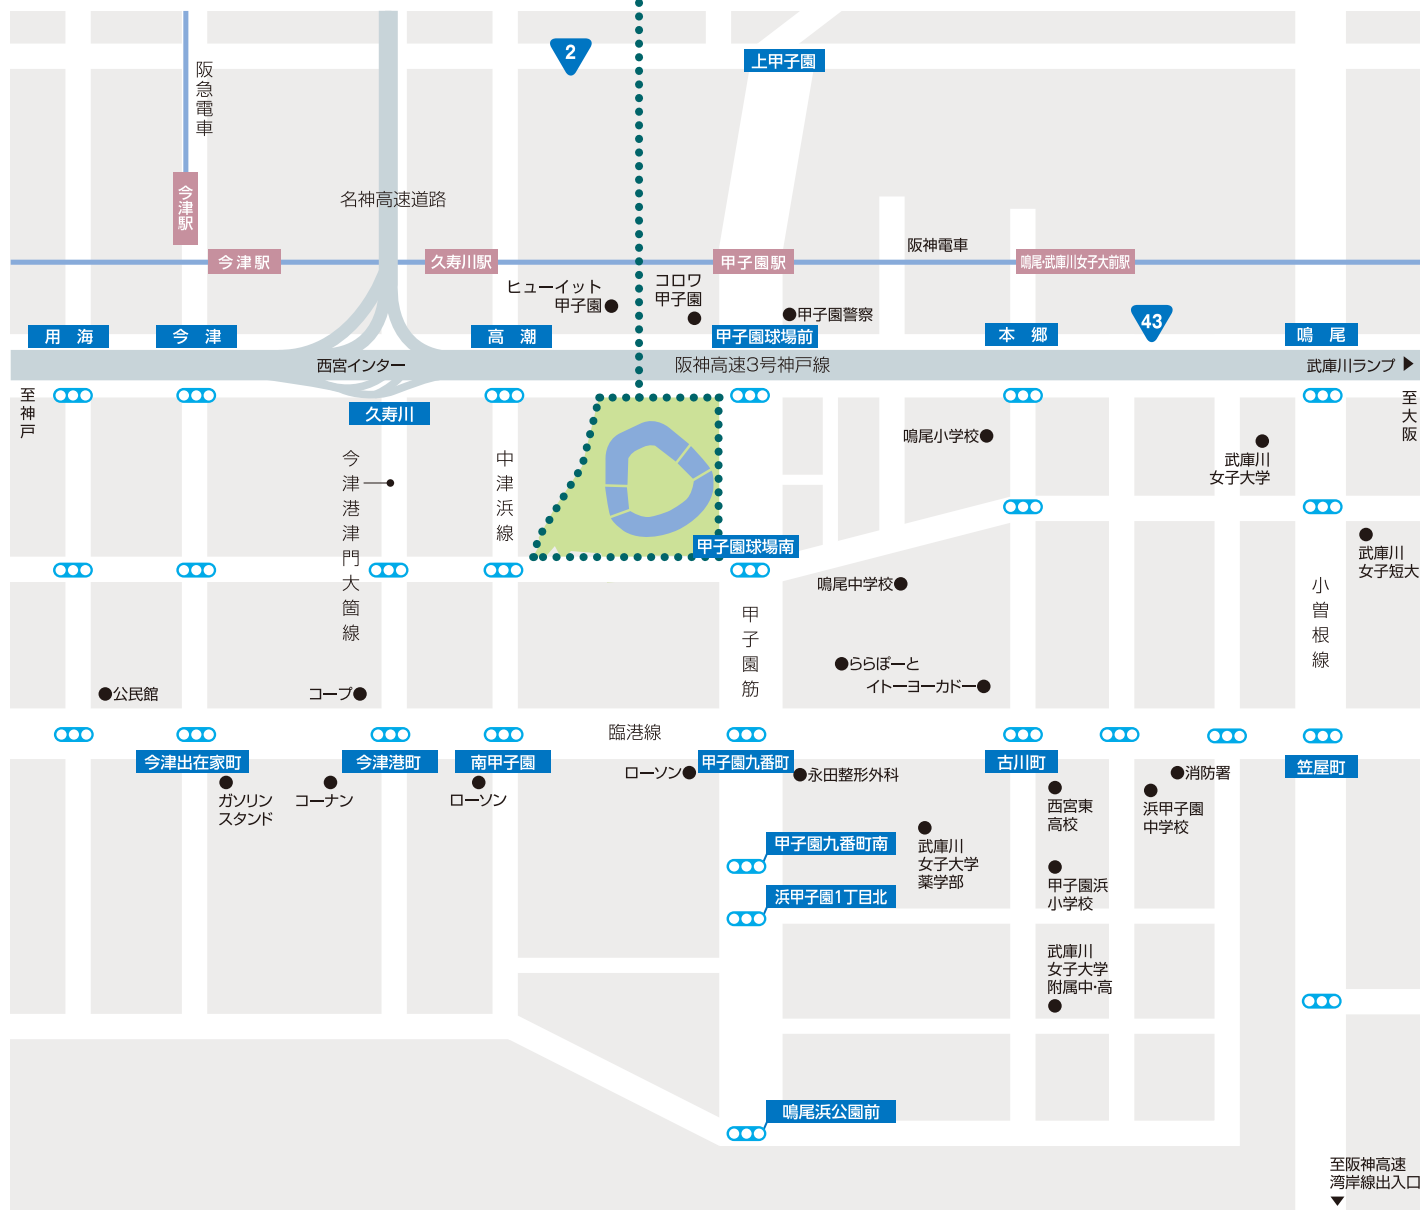 2
上甲子園
阪急電車
今津駅
名神高速道路
今津駅
久寿川駅
甲子園駅
阪神電車
鳴尾・武庫川女子大前駅
ヒューイット
甲子園
コロワ
甲子園
甲子園警察
43
用海
今津
高潮
甲子園球場前
本郷
鳴尾
西宮インター
阪神高速3号神戸線
武庫川ランプ
至神戸
久寿川
至大阪
鳴尾小学校
武庫川
女子大学
今津港津門大箇線
中津浜線
甲子園球場南
武庫川
女子短大
鳴尾中学校
小曽根線
甲子園筋
ららぽーと
イトーヨーカドー
公民館
コープ
臨港線
今津出在家町
今津港町
南甲子園
甲子園九番町
古川町
笠屋町
ガソリン
スタンド
コーナン
ローソン
ローソン
永田整形外科
消防署
西宮東
高校
浜甲子園
中学校
甲子園九番町南
武庫川
女子大学
薬学部
甲子園浜
小学校
浜甲子園1丁目北
武庫川
女子大学
附属中・高
鳴尾浜公園前
至阪神高速
湾岸線出入口